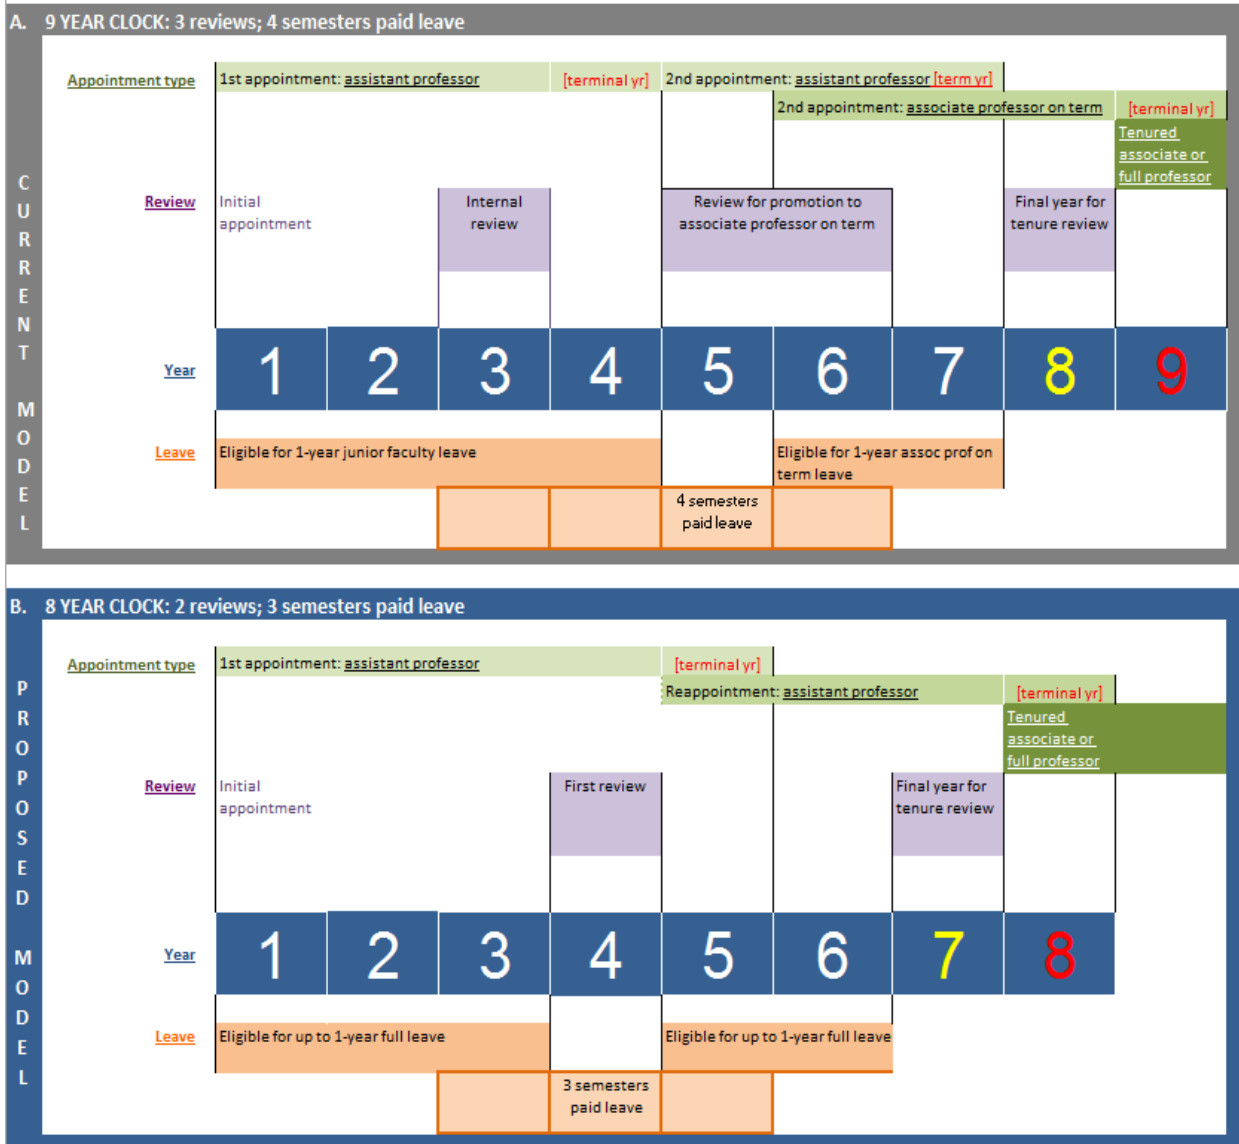 A. 9 YEAR CLOCK: 3 reviews; 4 semesters paid leave
CURRENT MODEL
Appointment type
1st appointment: assistant professor
[terminal yr]
2nd appointment: assistant professor [term yr]
2nd appointment: associate professor on term
[terminal yr]
Tenured
associate or
full professor
Review
Initial
appointment
Internal
review
Review for promotion to
associate professor on term
Final year for
tenure review
Year
1 2 3 4 5 6 7 8 9
Leave
Eligible for 1-year junior faculty leave
Eligible for 1-year assoc prof on
term leave
4 semesters
paid leave
B. 8 YEAR CLOCK: 2 reviews; 3 semesters paid leave
PROPOSED MODEL
Appointment type
1st appointment: assistant professor
[terminal yr]
Reappointment: assistant professor
[terminal yr]
Tenured
associate or
full professor
Review
Initial
appointment
First review
Final year for
tenure review
Year
1 2 3 4 5 6 7 8
Leave
Eligible for up to 1-year full leave
Eligible for up to 1-year full leave
3 semesters
paid leave